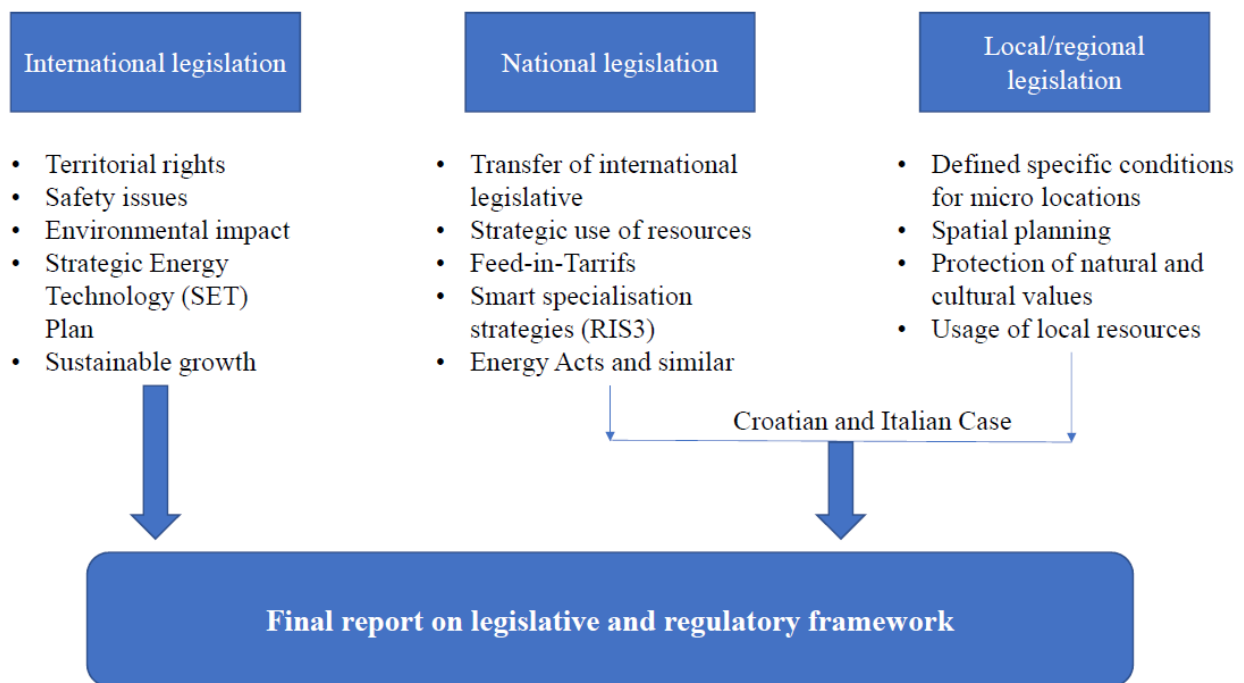 International legislation
• Territorial rights
• Safety issues
• Environmental impact
• Strategic Energy
Technology (SET)
Plan
• Sustainable growth
National legislation
• Transfer of international
legislative
• Strategic use of resources
• Feed-in-Tarrifs
• Smart specialisation
strategies (RIS3)
• Energy Acts and similar
Local/regional
legislation
• Defined specific conditions
for micro locations
• Spatial planning
• Protection of natural and
cultural values
• Usage of local resources
Croatian and Italian Case
Final report on legislative and regulatory framework